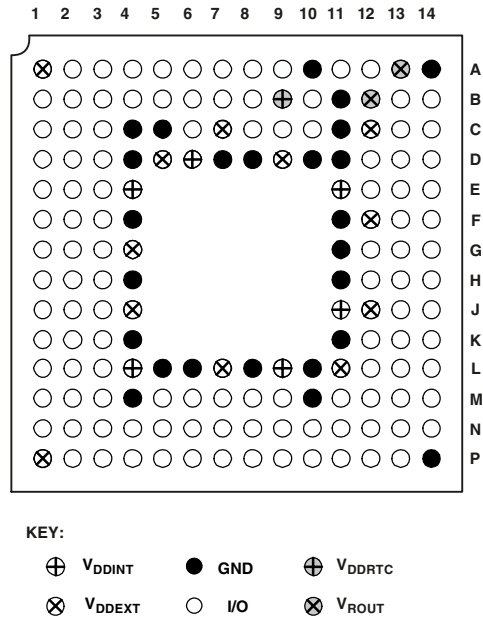 1 2 3 4 5 6 7 8 9 10 11 12 13 14
A
B
C
D
E
F
G
H
J
K
L
M
N
P
KEY:
VDDINT GND VDDRTC
VDDEXT I/O VROUT